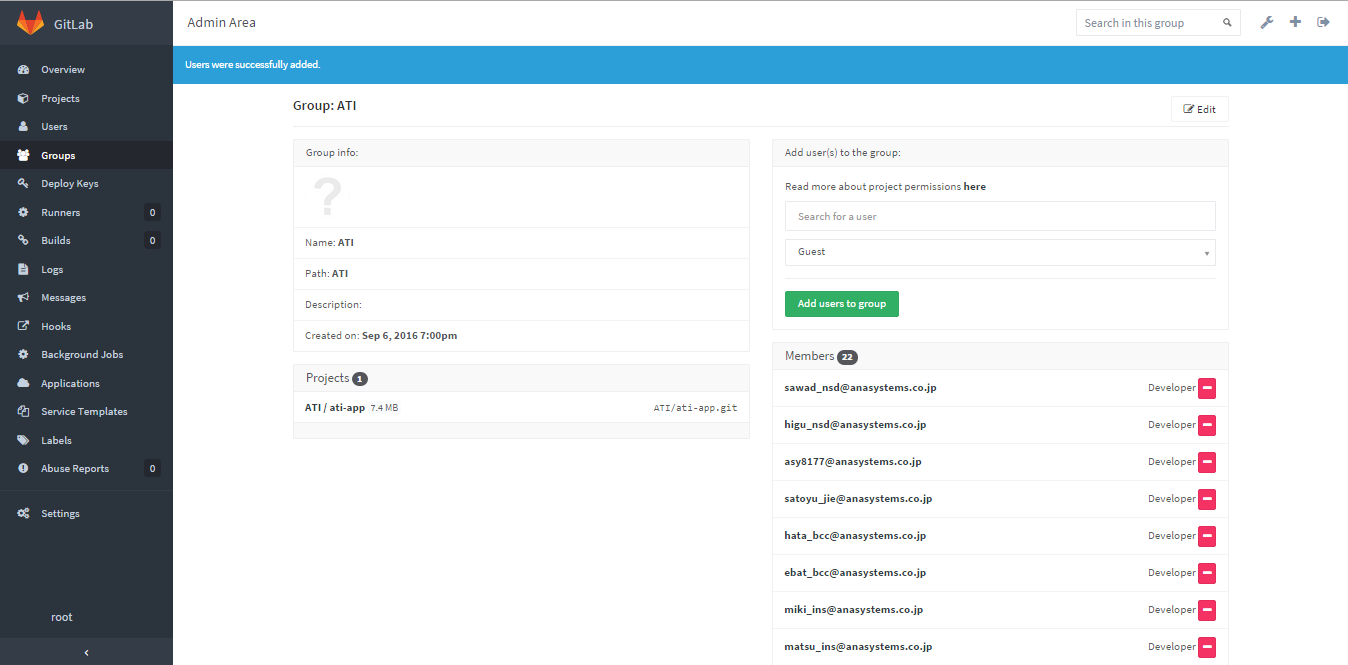 GitLab
Admin Area
Search in this group
Overview
Projects
Users
Groups
Deploy Keys
Runners 0
Builds 0
Logs
Messages
Hooks
Background Jobs
Applications
Service Templates
Labels
Abuse Reports 0
Settings
root
Users were successfully added.
Group: ATI
Edit
Group info:
?
Name: ATI
Path: ATI
Description:
Created on: Sep 6, 2016 7:00pm
Projects 1
ATI / ati-app 7.4 MB ATI/ati-app.git
Add user(s) to the group:
Read more about project permissions here
Search for a user
Guest
Add users to group
Members 22
sawad_nsd@anasystems.co.jp Developer
higu_nsd@anasystems.co.jp Developer
asy8177@anasystems.co.jp Developer
satoyu_jie@anasystems.co.jp Developer
hata_bcc@anasystems.co.jp Developer
ebat_bcc@anasystems.co.jp Developer
miki_ins@anasystems.co.jp Developer
matsu_ins@anasystems.co.jp Developer